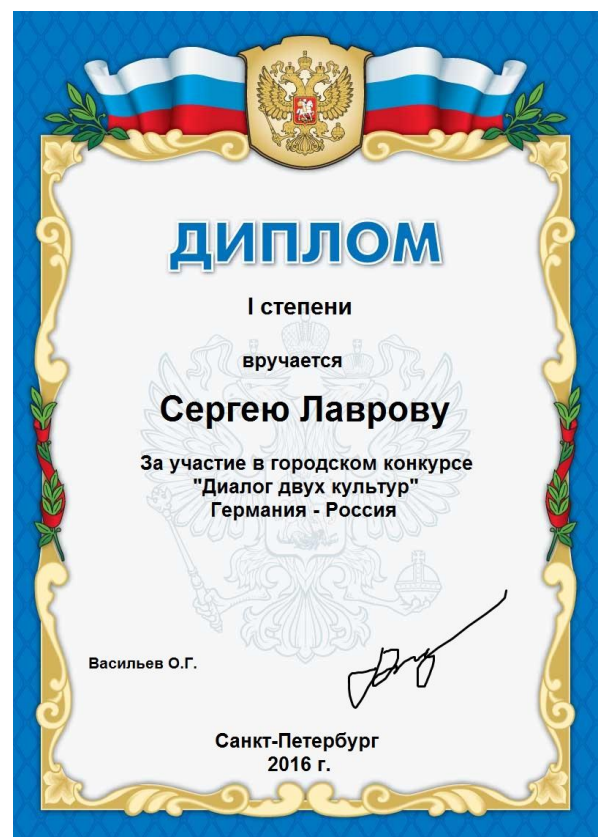 ДИПЛОМ
I степени
вручается
Сергею Лаврову
За участие в городском конкурсе
"Диалог двух культур"
Германия - Россия
Васильев О.Г.
Санкт-Петербург
2016 г.